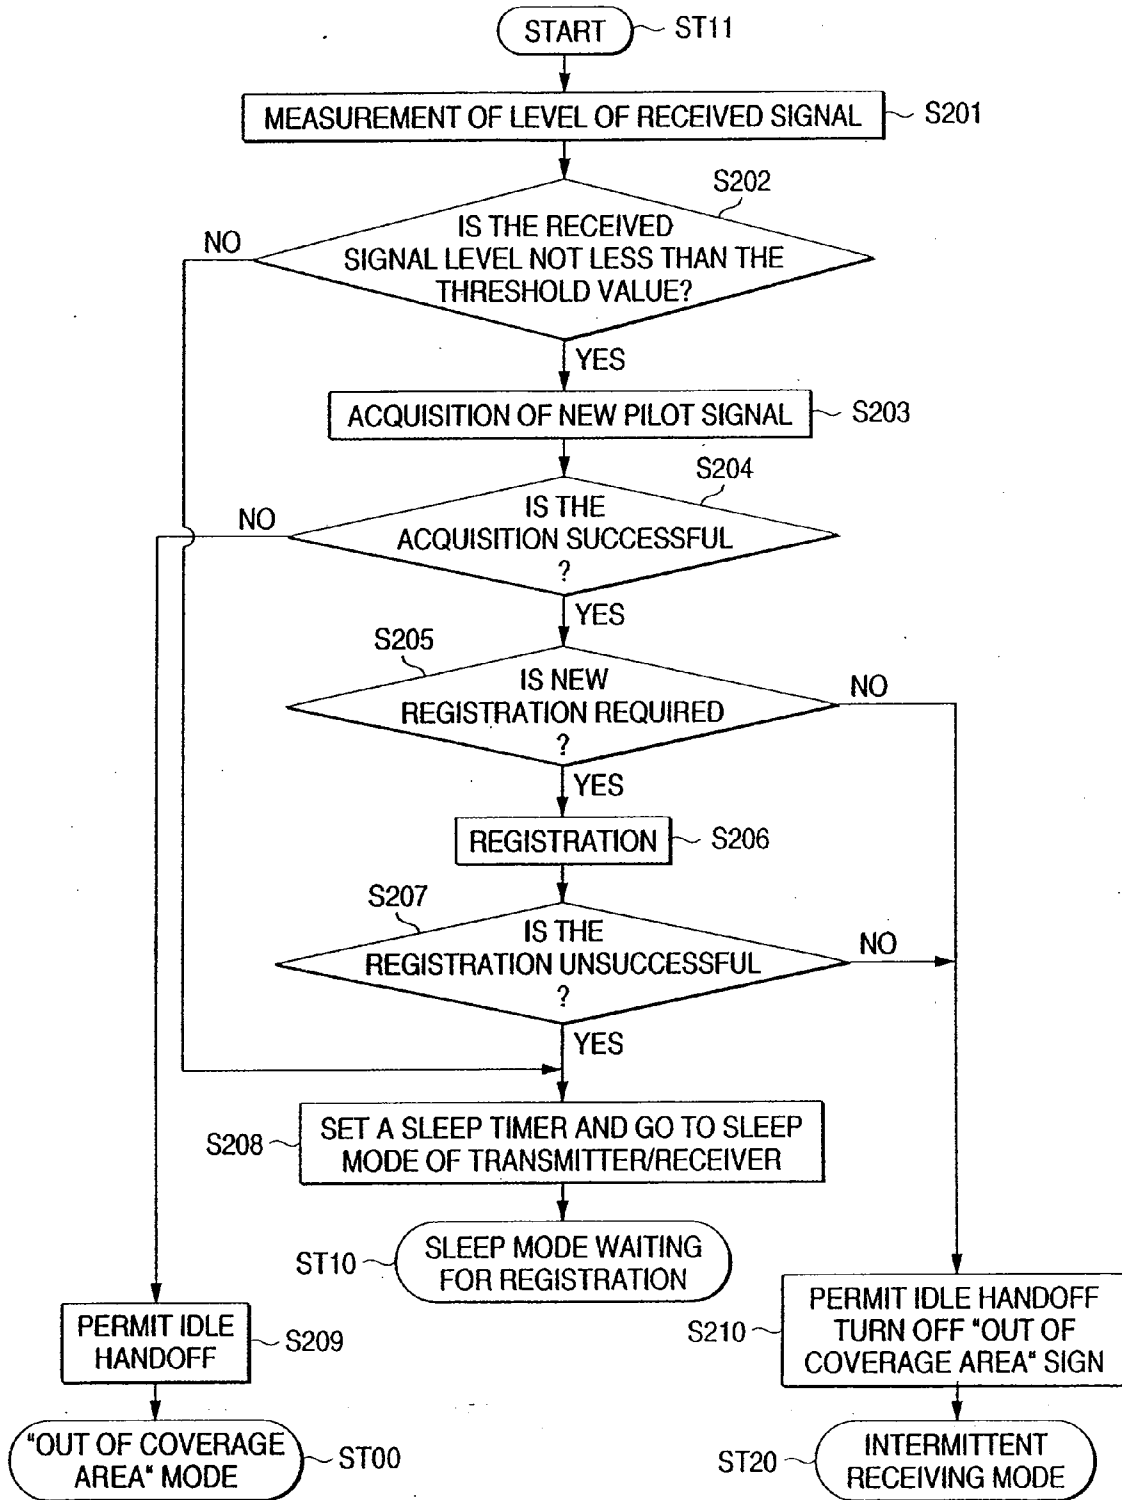 START
ST11
MEASUREMENT OF LEVEL OF RECEIVED SIGNAL
S201
S202
IS THE RECEIVED
SIGNAL LEVEL NOT LESS THAN THE
THRESHOLD VALUE?
NO
YES
ACQUISITION OF NEW PILOT SIGNAL
S203
S204
IS THE
ACQUISITION SUCCESSFUL
?
NO
YES
S205
IS NEW
REGISTRATION REQUIRED
?
NO
YES
REGISTRATION
S206
S207
IS THE
REGISTRATION UNSUCCESSFUL
?
NO
YES
S208
SET A SLEEP TIMER AND GO TO SLEEP
MODE OF TRANSMITTER/RECEIVER
ST10
SLEEP MODE WAITING
FOR REGISTRATION
PERMIT IDLE
HANDOFF
S209
S210
PERMIT IDLE HANDOFF
TURN OFF "OUT OF
COVERAGE AREA" SIGN
"OUT OF COVERAGE
AREA" MODE
ST00
ST20
INTERMITTENT
RECEIVING MODE